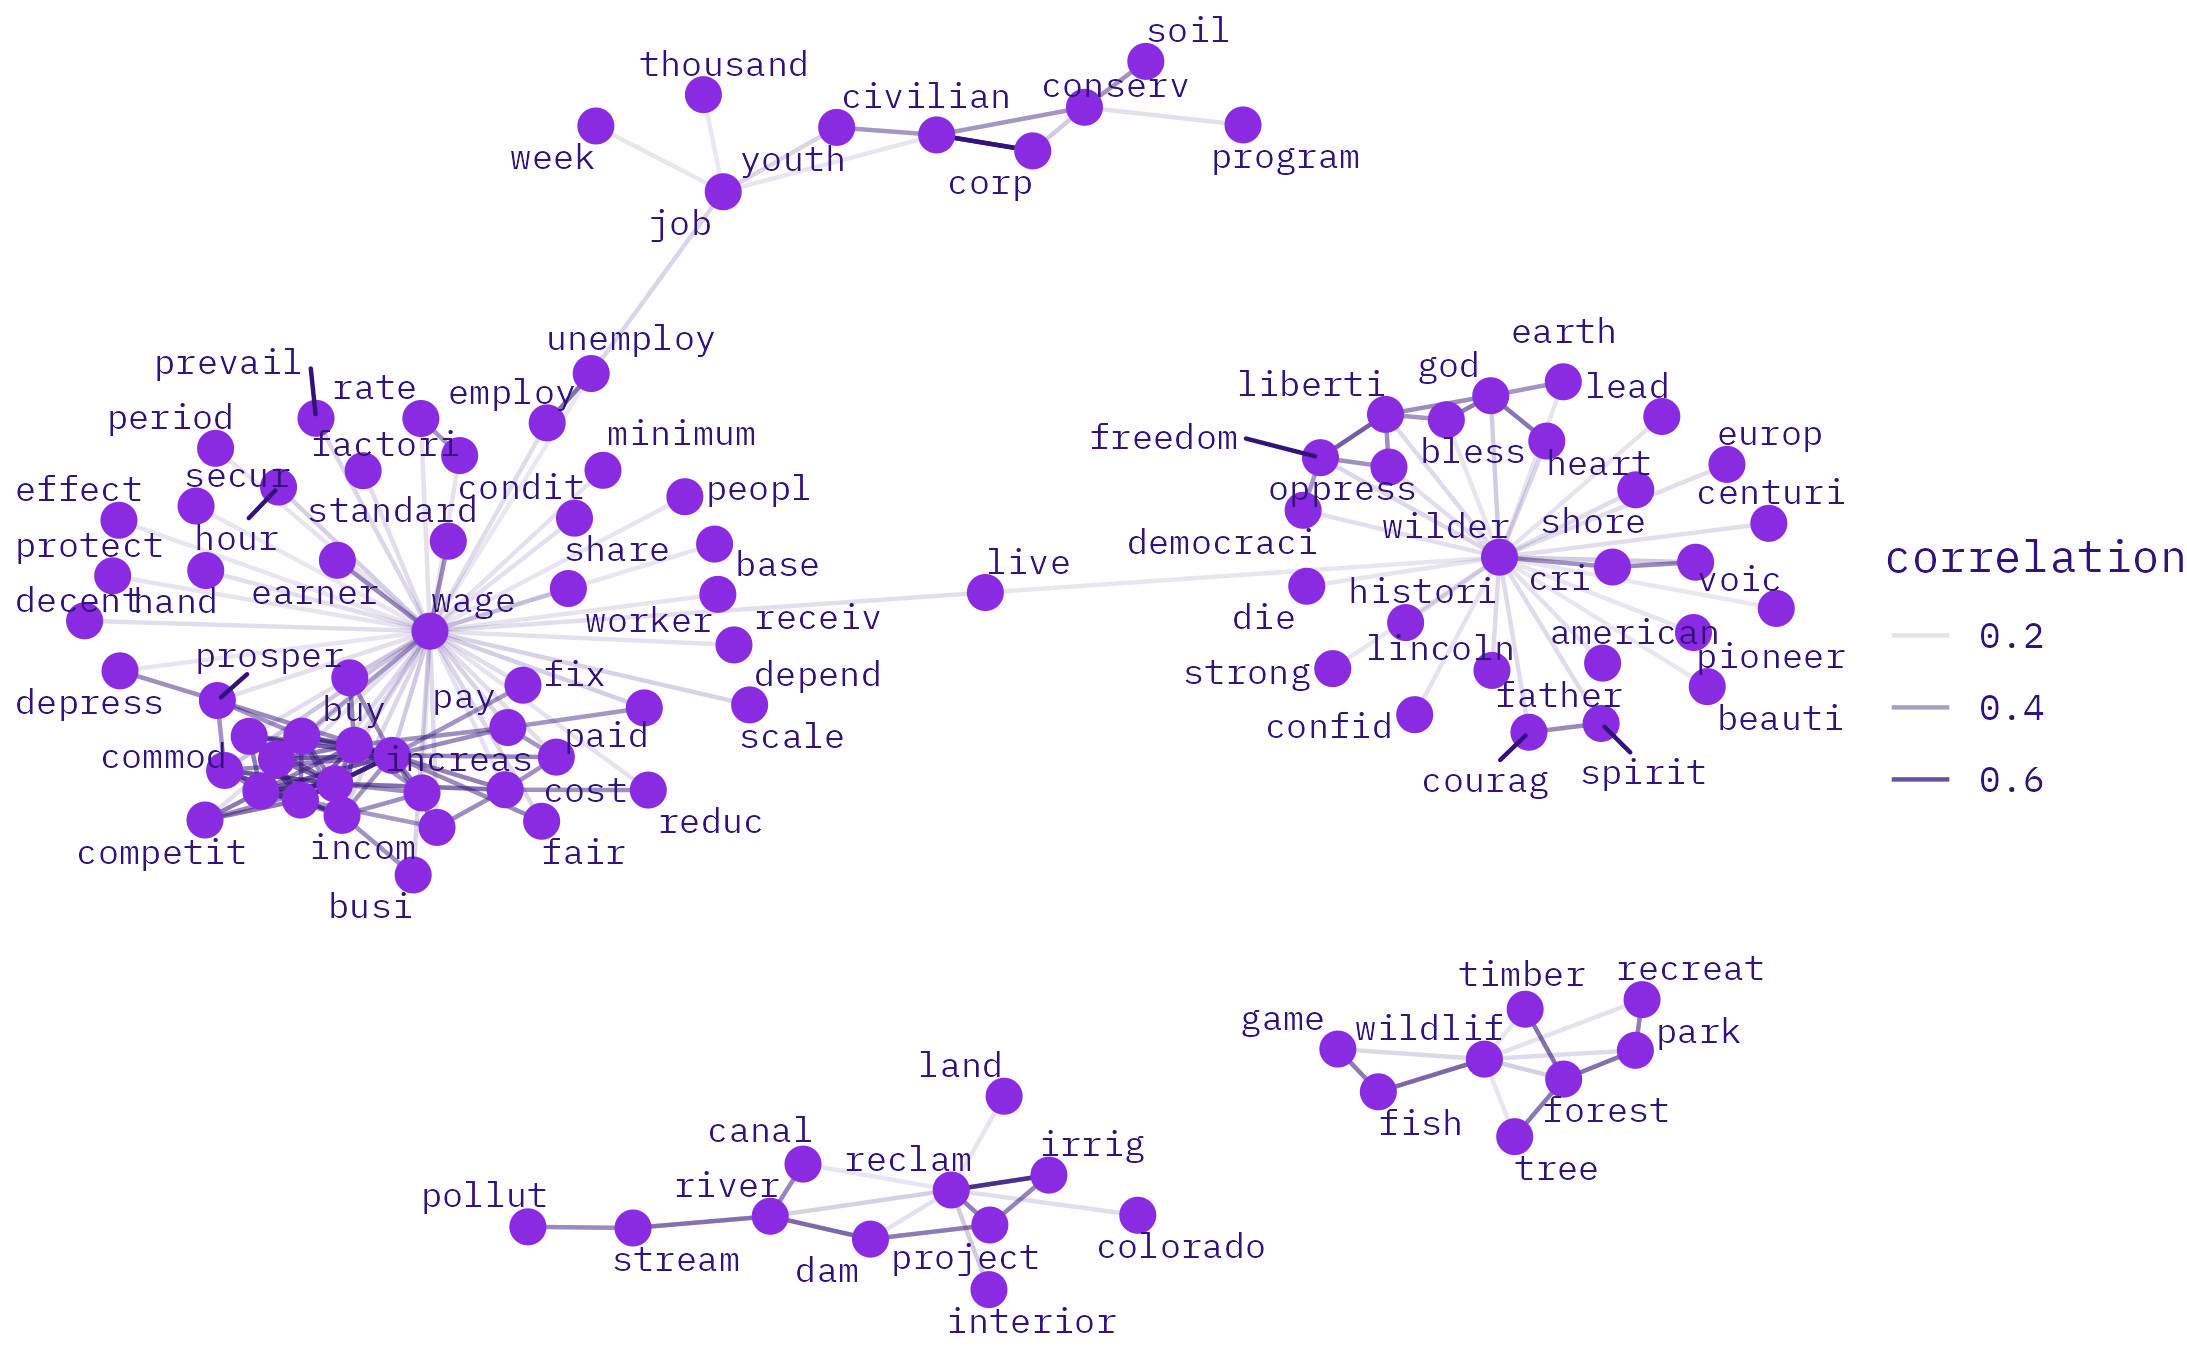 soil
thousand
conserv
civilian
week
youth
program
corp
job
earth
unemploy
prevail
god
rate
liberti
lead
employ
period
factori
minimum
freedom
europ
bless
heart
secur
effect
condit
peopl
oppress
centuri
standard
wilder
shore
hour
protect
share
democraci
live
base
correlation
cri
voic
decent
hand
earner
wage
histori
worker
receiv
die
0.2
american
prosper
lincoln
pioneer
fix
depend
strong
depress
buy
pay
father
0.4
commod
increas
paid
scale
confid
beauti
cost
courag
spirit
0.6
competit
incom
fair
reduc
busi
timber
recreat
game
wildlif
park
land
fish
forest
canal
reclam
irrig
tree
pollut
river
stream
dam
project
colorado
interior